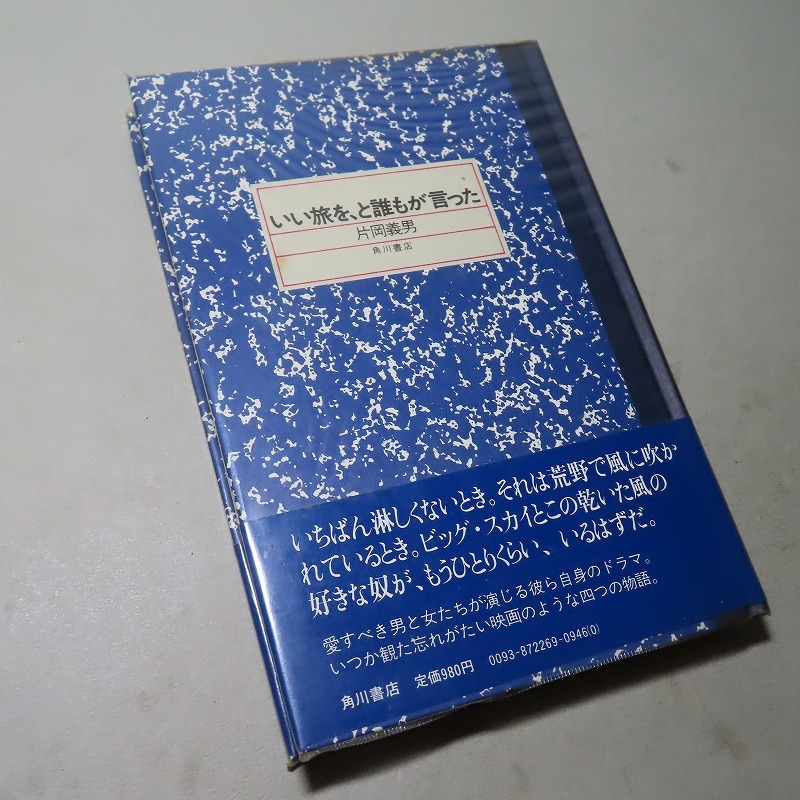 いい旅を、と誰もが言った
片岡義男
角川書店
いちばん淋しくないとき。それは荒野で風に吹か
れているとき。ビッグ・スカイとこの乾いた風の
好きな奴が、もうひとりくらい、いるはずだ。
愛すべき男と女たちが演じる彼ら自身のドラマ。
いつか観た忘れがたい映画のような四つの物語。
角川書店 定価980円 0093-872269-0946(0)